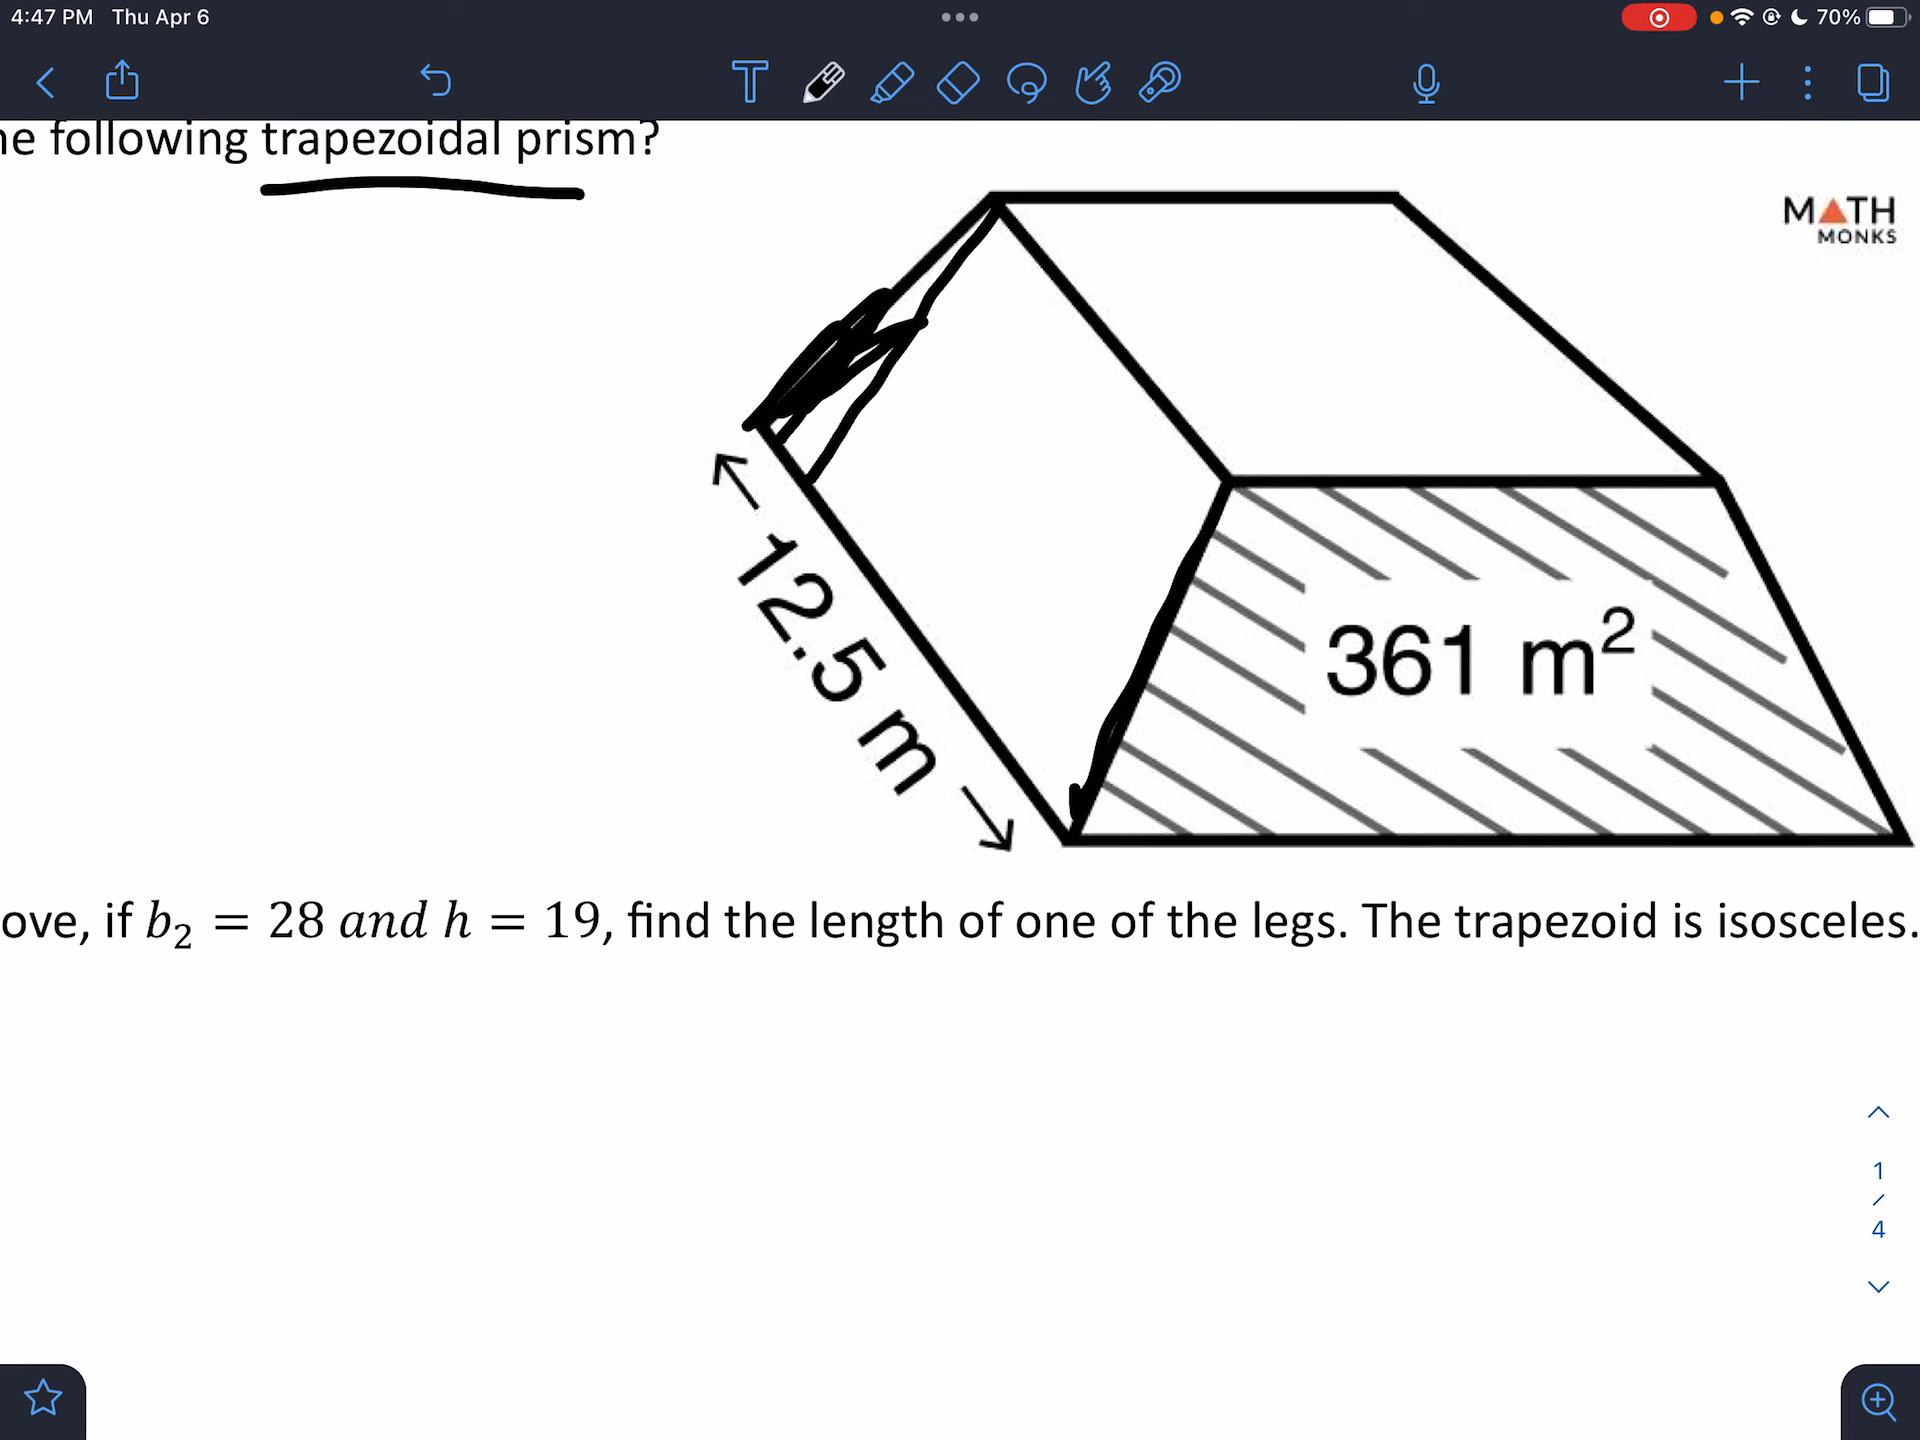 4:47 PM Thu Apr 6
70%
he following trapezoidal prism?
MATH
MONKS
12.5 m
361 m²
ove, if b₂ = 28 and h = 19, find the length of one of the legs. The trapezoid is isosceles.
1
/
4